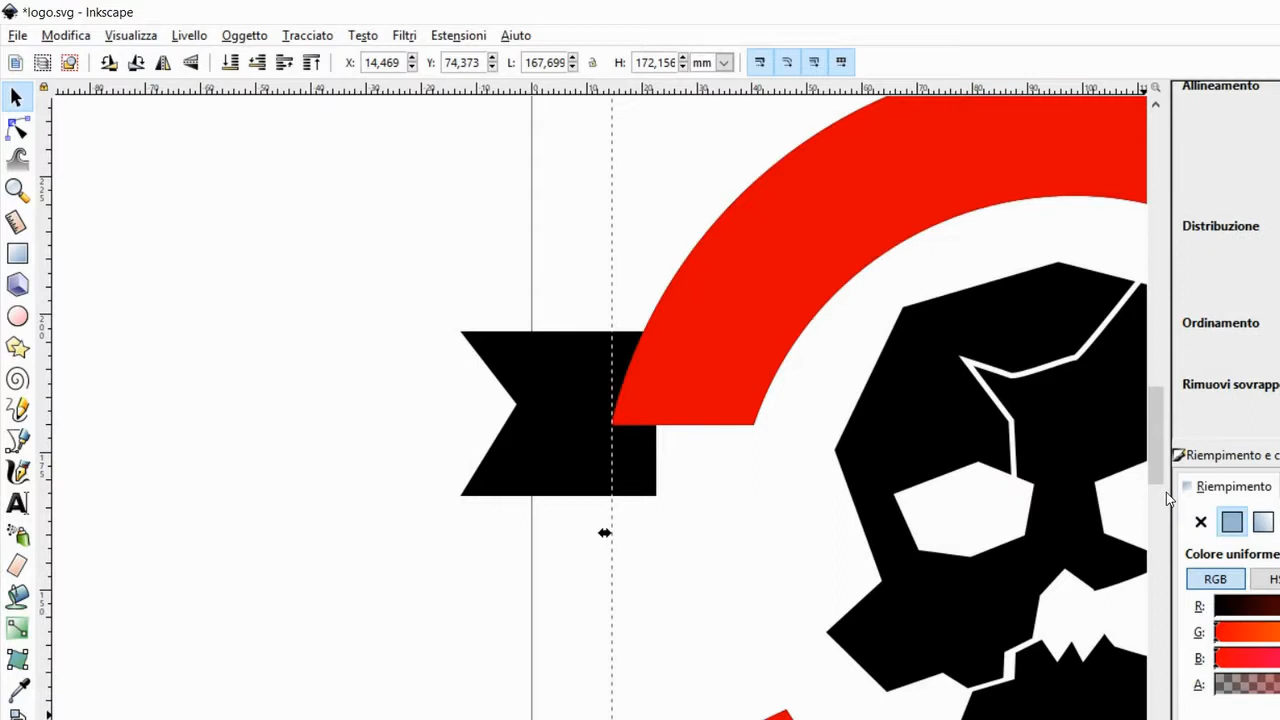 *logo.svg - Inkscape
File Modifica Visualizza Livello Oggetto Tracciato Testo Filtri Estensioni Aiuto
X: 14,469 Y: 74,373 L: 167,699 H: 172,156 mm
Allineamento
Distribuzione
Ordinamento
Rimuovi sovrapp
Riempimento e c
Riempimento
Colore uniforme
RGB HS
R:
G:
B:
A: